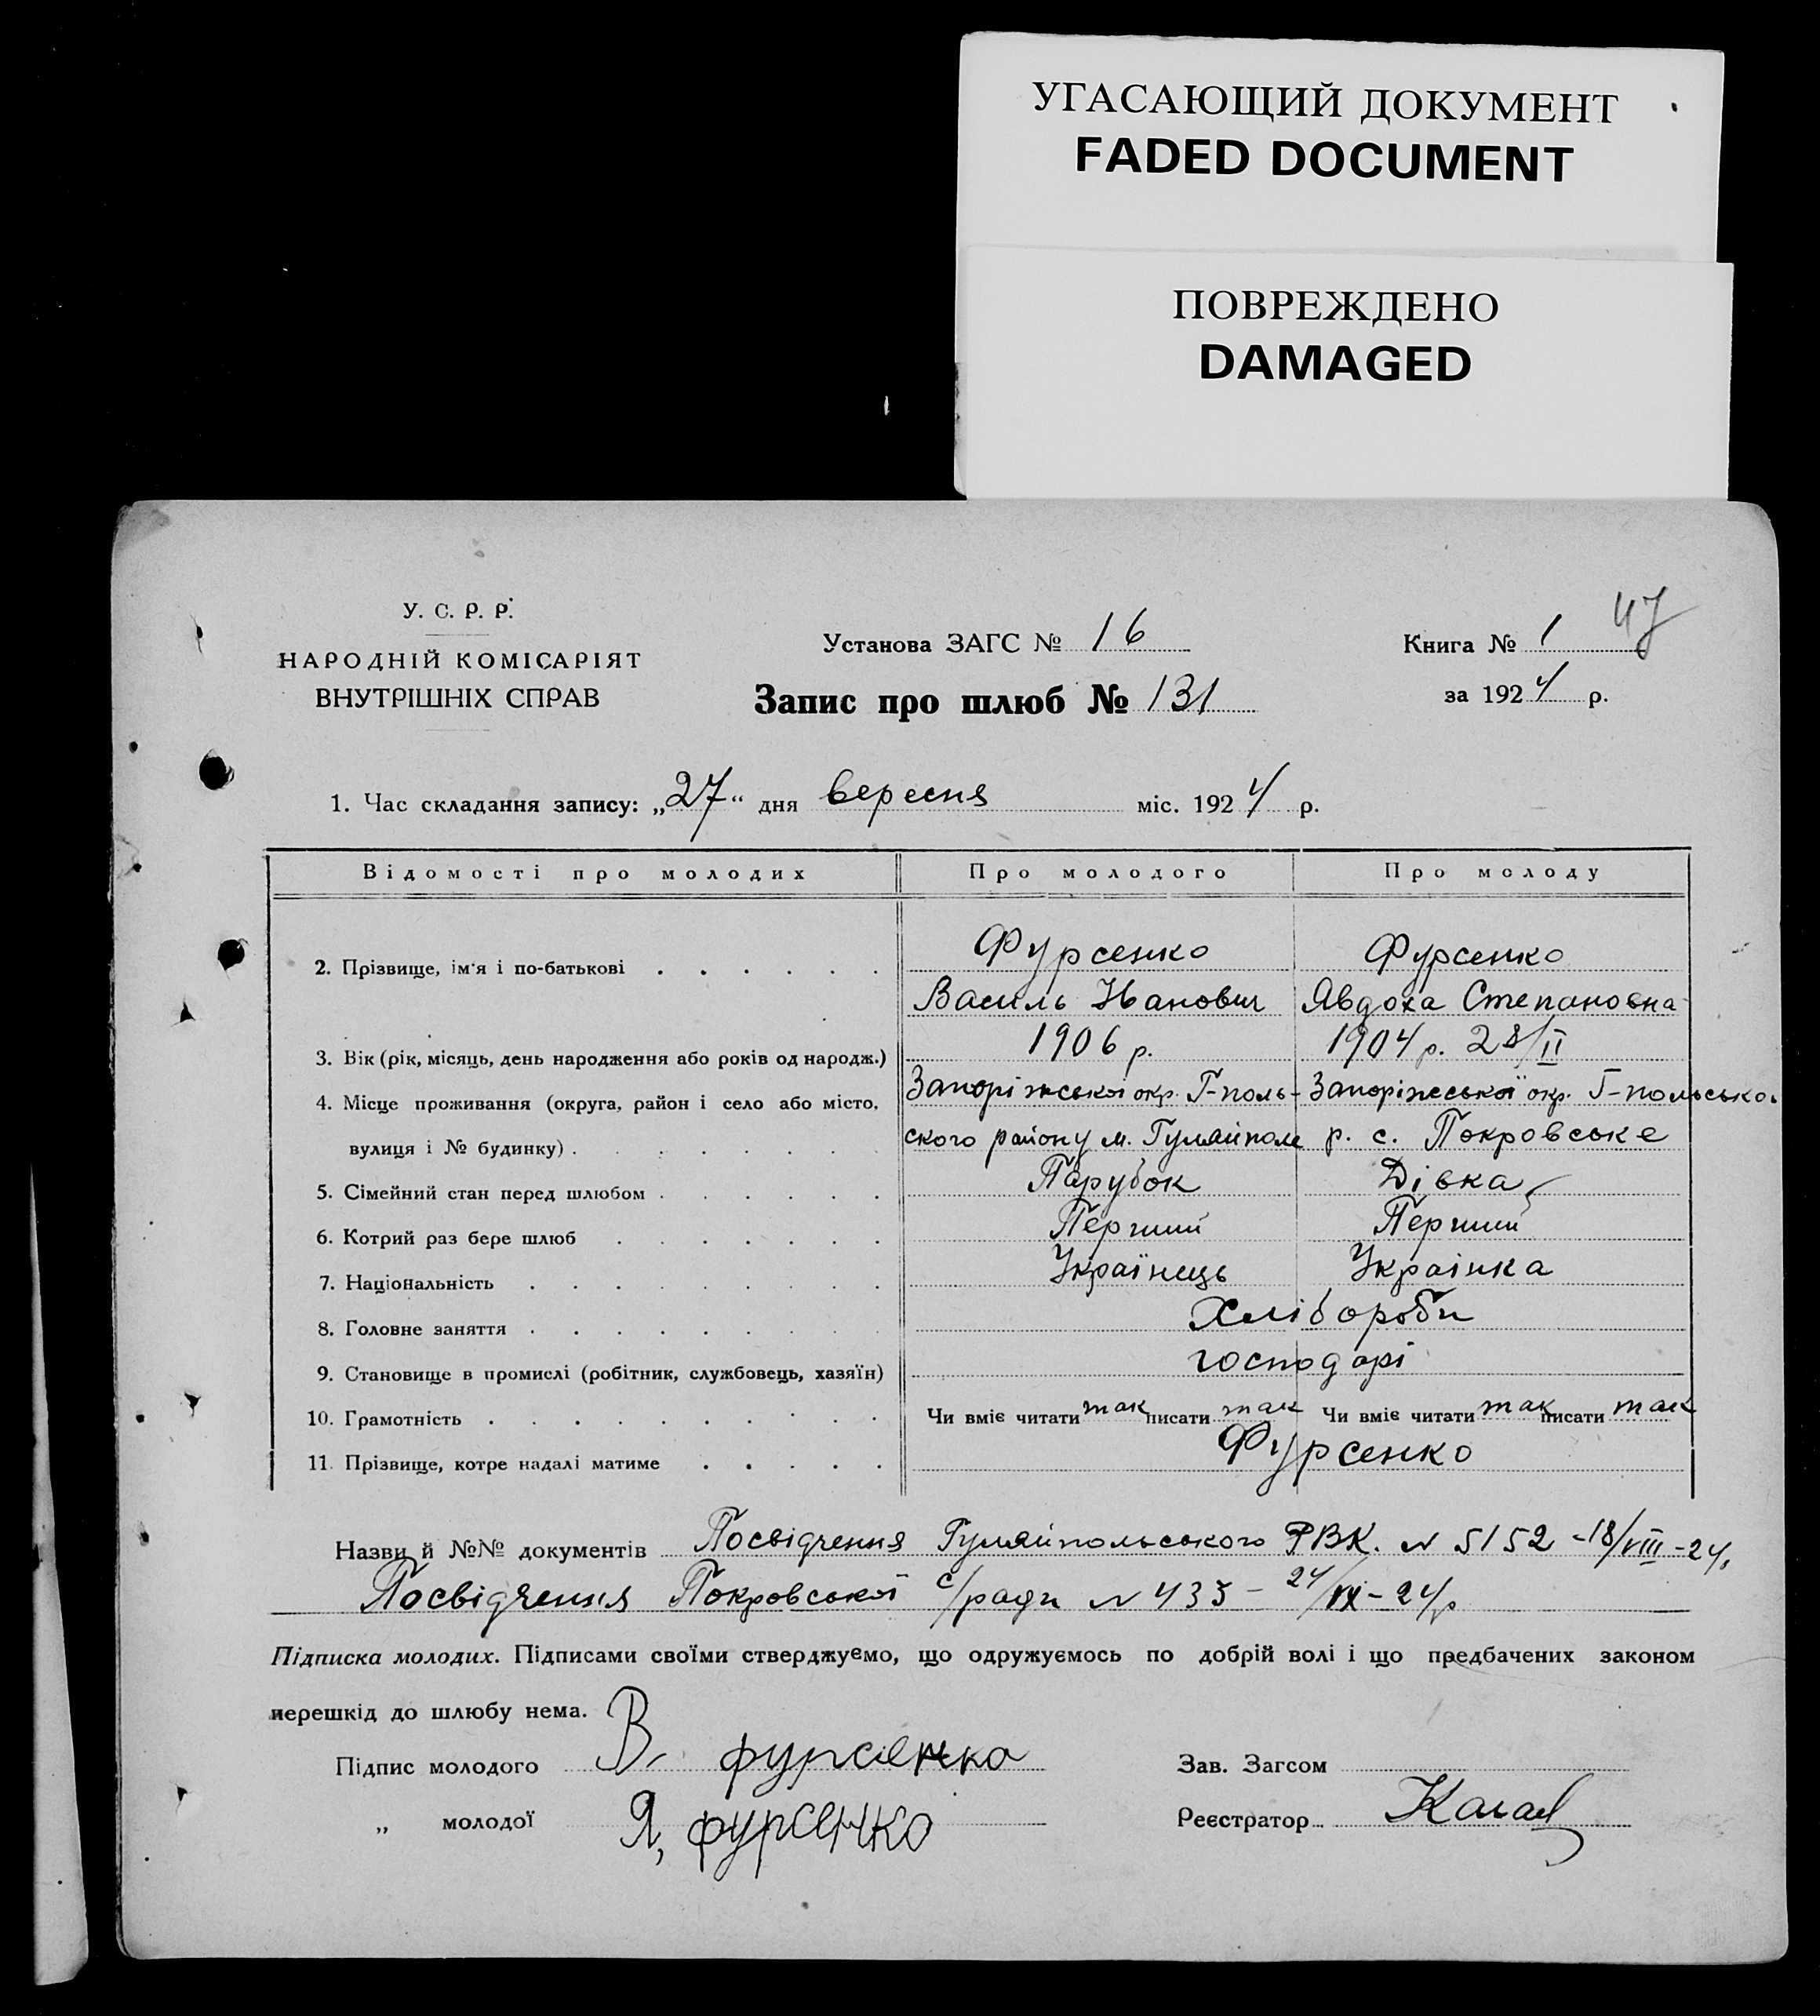 УГАСАЮЩИЙ ДОКУМЕНТ
FADED DOCUMENT
ПОВРЕЖДЕНО
DAMAGED
У. С. Р. Р.
НАРОДНІЙ КОМІСАРІЯТ
ВНУТРІШНІХ СПРАВ
Установа ЗАГС № 16
Запис про шлюб № 131
47
Книга № 1
за 1924 р.
1. Час складання запису: „27" дня вересня міс. 1924 р.
Відомості про молодих Про молодого Про молоду
2. Прізвище, ім'я і по-батькові Фурсенко Фурсенко
Василь Іванович Явдоха Степановна
3. Вік (рік, місяць, день народження або років од народж.) 1906 р. 1904 р. 28/II
4. Місце проживання (округа, район і село або місто, Запоріжської окр. Г-поль- Запоріжеської окр. Г-польсько.
вулиця і № будинку) ського району м. Гуляйполе р. с. Покровське
5. Сімейний стан перед шлюбом Парубок Дівка
6. Котрий раз бере шлюб Перший Перший
7. Національність Українець Украінка
8. Головне заняття Хлібороби
9. Становище в промислі (робітник, службовець, хазяїн) господарі
10. Грамотність Чи вміє читати так писати так Чи вміє читати так писати так
11. Прізвище, котре надалі матиме Фурсенко
Назви й №№ документів Посвідчення Гуляйпольського РВК. N 5152 -18/VIII-24,
Посвідчення Покровської с/ради N 435 - 24/IX - 24 р
Підписка молодих. Підписами своїми стверджуємо, що одружуємось по добрій волі і що предбачених законом
перешкід до шлюбу нема.
Підпис молодого В. фурсенко Зав. Загсом
„ молодої Я, фурсенко Реєстратор